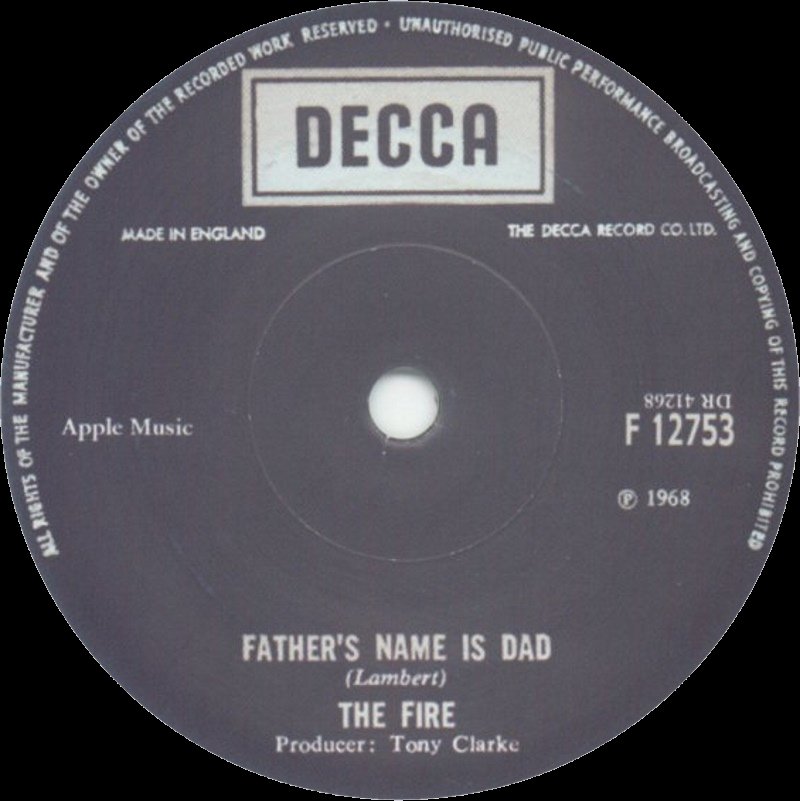 ALL RIGHTS OF THE MANUFACTURER AND OF THE OWNER OF THE RECORDED WORK RESERVED · UNAUTHORISED PUBLIC PERFORMANCE BROADCASTING AND COPYING OF THIS RECORD PROHIBITED
DECCA
MADE IN ENGLAND
THE DECCA RECORD CO. LTD.
Apple Music
DR 41268
F 12753
℗ 1968
FATHER'S NAME IS DAD
(Lambert)
THE FIRE
Producer: Tony Clarke